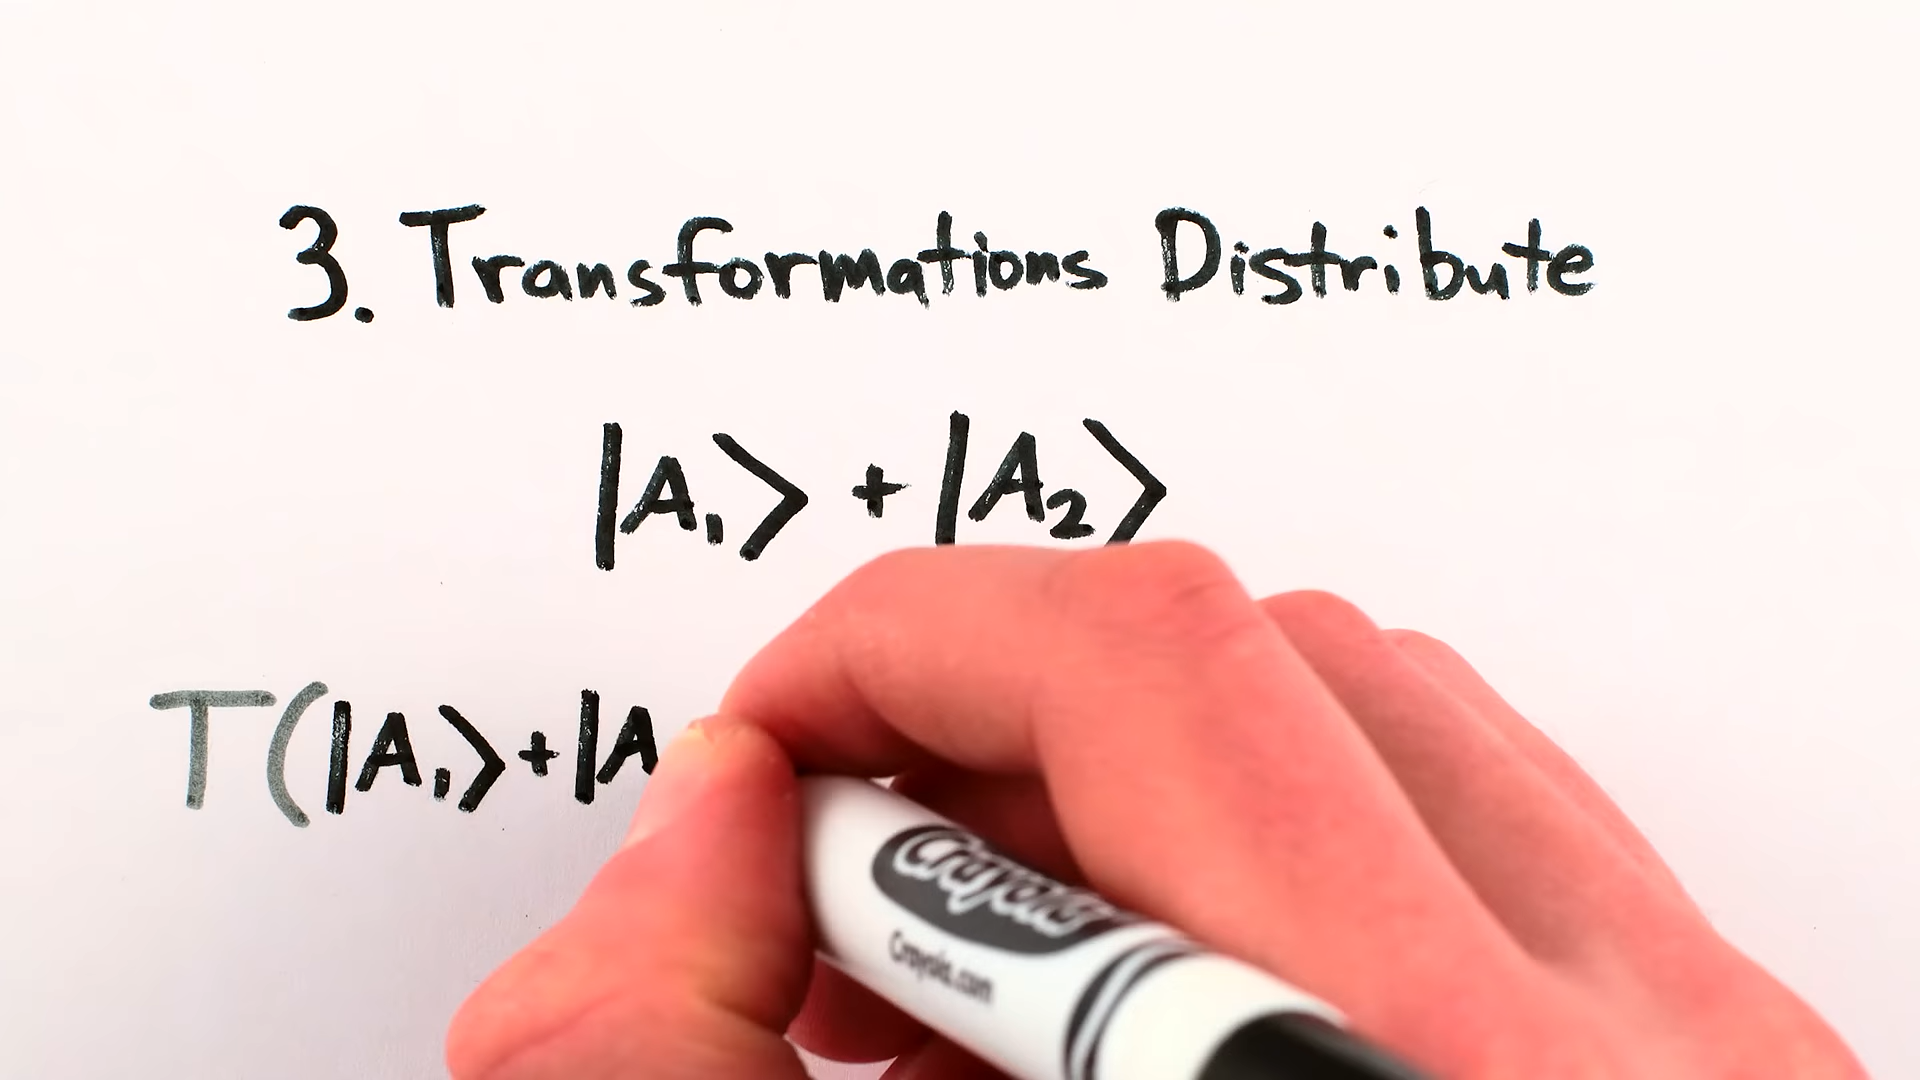 3. Transformations Distribute
|A₁⟩ + |A₂⟩
T(|A₁⟩+|A
Crayola
Crayola.com